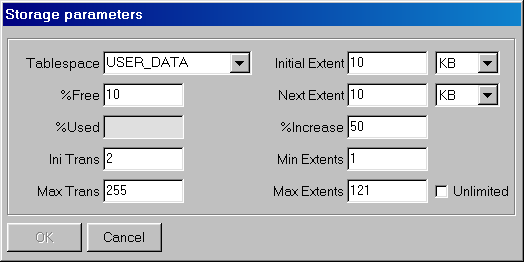 Storage parameters
Tablespace USER_DATA Initial Extent 10 KB
%Free 10 Next Extent 10 KB
%Used %Increase 50
Ini Trans 2 Min Extents 1
Max Trans 255 Max Extents 121 Unlimited
OK Cancel